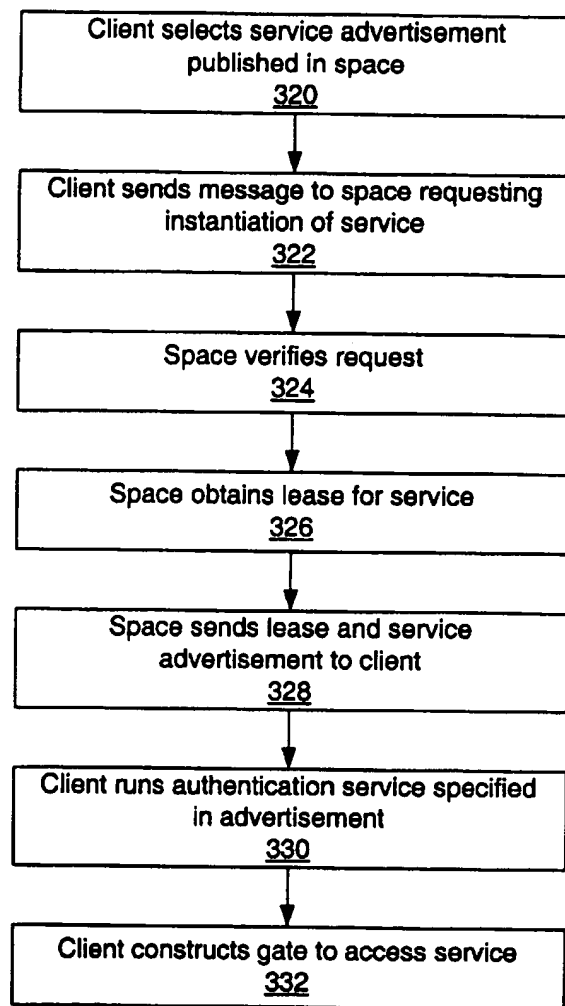 Client selects service advertisement
published in space
320
Client sends message to space requesting
instantiation of service
322
Space verifies request
324
Space obtains lease for service
326
Space sends lease and service
advertisement to client
328
Client runs authentication service specified
in advertisement
330
Client constructs gate to access service
332